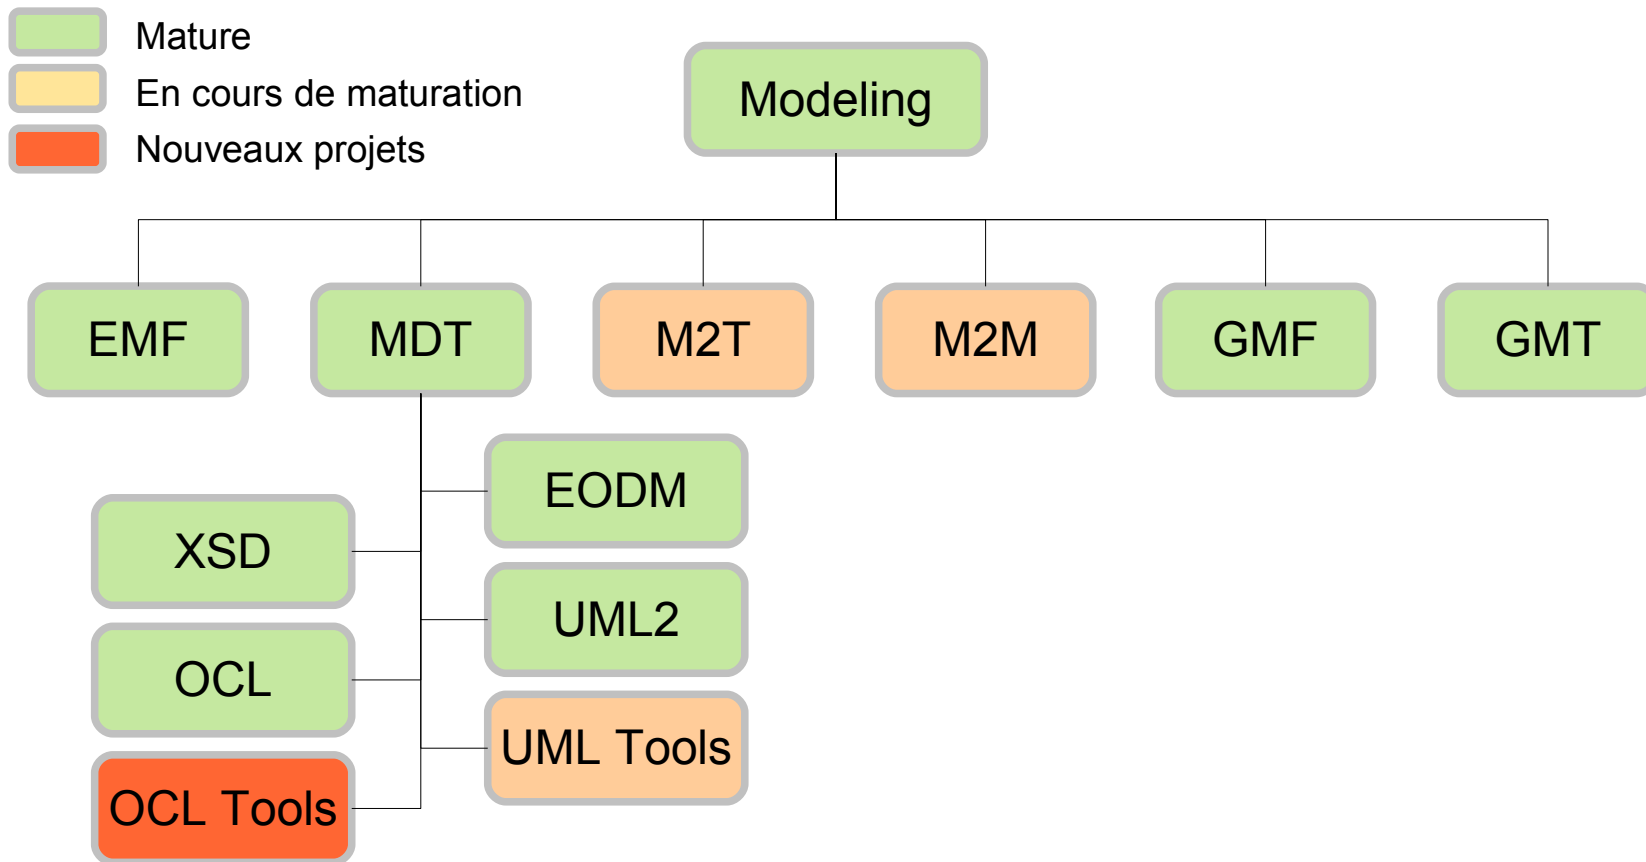 Mature
En cours de maturation
Nouveaux projets
Modeling
EMF
MDT
M2T
M2M
GMF
GMT
EODM
XSD
UML2
OCL
UML Tools
OCL Tools